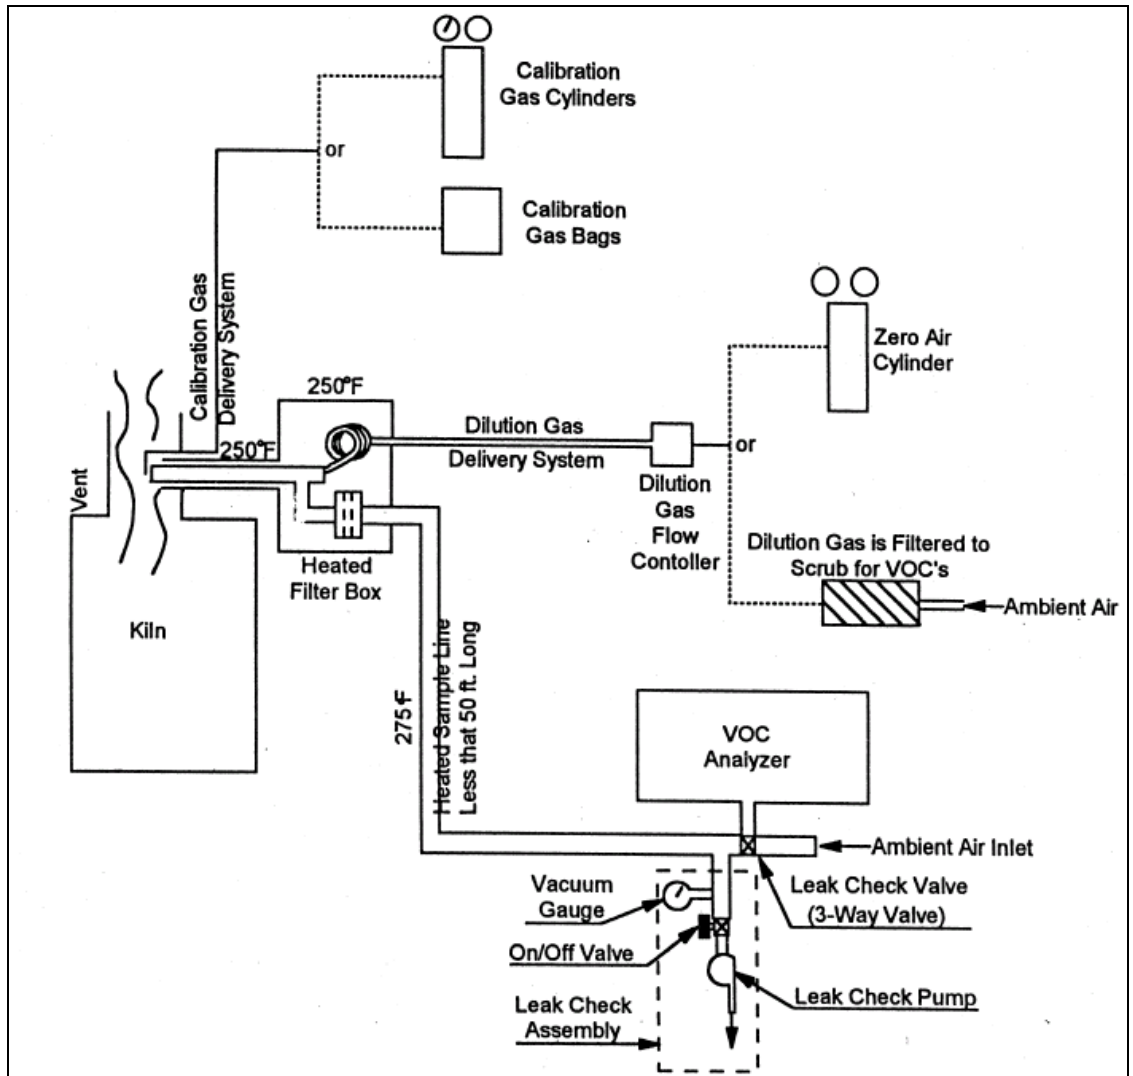 Calibration
Gas Cylinders
or
Calibration
Gas Bags
Calibration Gas
Delivery System
Zero Air
Cylinder
250°F
250°F
Dilution Gas
Delivery System
or
Vent
Dilution
Gas
Flow
Contoller
Dilution Gas is Filtered to
Scrub for VOC's
Heated
Filter Box
Ambient Air
Kiln
275°F
Heated Sample Line
Less that 50 ft. Long
VOC
Analyzer
Ambient Air Inlet
Vacuum
Gauge
Leak Check Valve
(3-Way Valve)
On/Off Valve
Leak Check Pump
Leak Check
Assembly